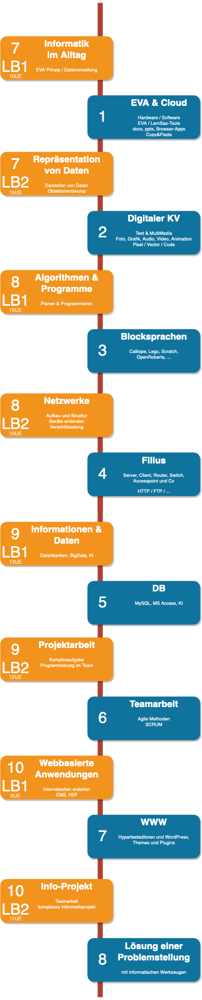 7
LB1
10UE
Informatik
im Alltag
EVA Prinzip / Dateiverwaltung
1
EVA & Cloud
Hardware / Software
EVA / LernSax-Tools
docx, pptx, Browser-Apps
Copy&Paste
7
LB2
15UE
Repräsentation
von Daten
Darstellen von Daten
Objektorientierung
2
Digitaler KV
Text & MultiMedia
Foto, Grafik, Audio, Video, Animation
Pixel / Vector / Code
8
LB1
15UE
Algorithmen &
Programme
Planen & Programmieren
3
Blocksprachen
Calliope, Lego, Scratch,
OpenRoberta, ...
8
LB2
10UE
Netzwerke
Aufbau und Struktur
Geräte einbinden
Verschlüsselung
4
Filius
Server, Client, Router, Switch,
Accesspoint und Co
HTTP / FTP / ...
9
LB1
13UE
Informationen &
Daten
Datenbanken, BigData, KI
5
DB
MySQL, MS Access, KI
9
LB2
12UE
Projektarbeit
Komplexaufgabe
Programmierung im Team
6
Teamarbeit
Agile Methoden
SCRUM
10
LB1
9UE
Webbasierte
Anwendungen
Internetseiten erstellen
CMS, H5P
7
WWW
Hypertexteditoren und WordPress,
Themes und Plugins
10
LB2
11UE
Info-Projekt
Teamarbeit
komplexes Informatikprojekt
8
Lösung einer
Problemstellung
mit informatischen Werkzeugen